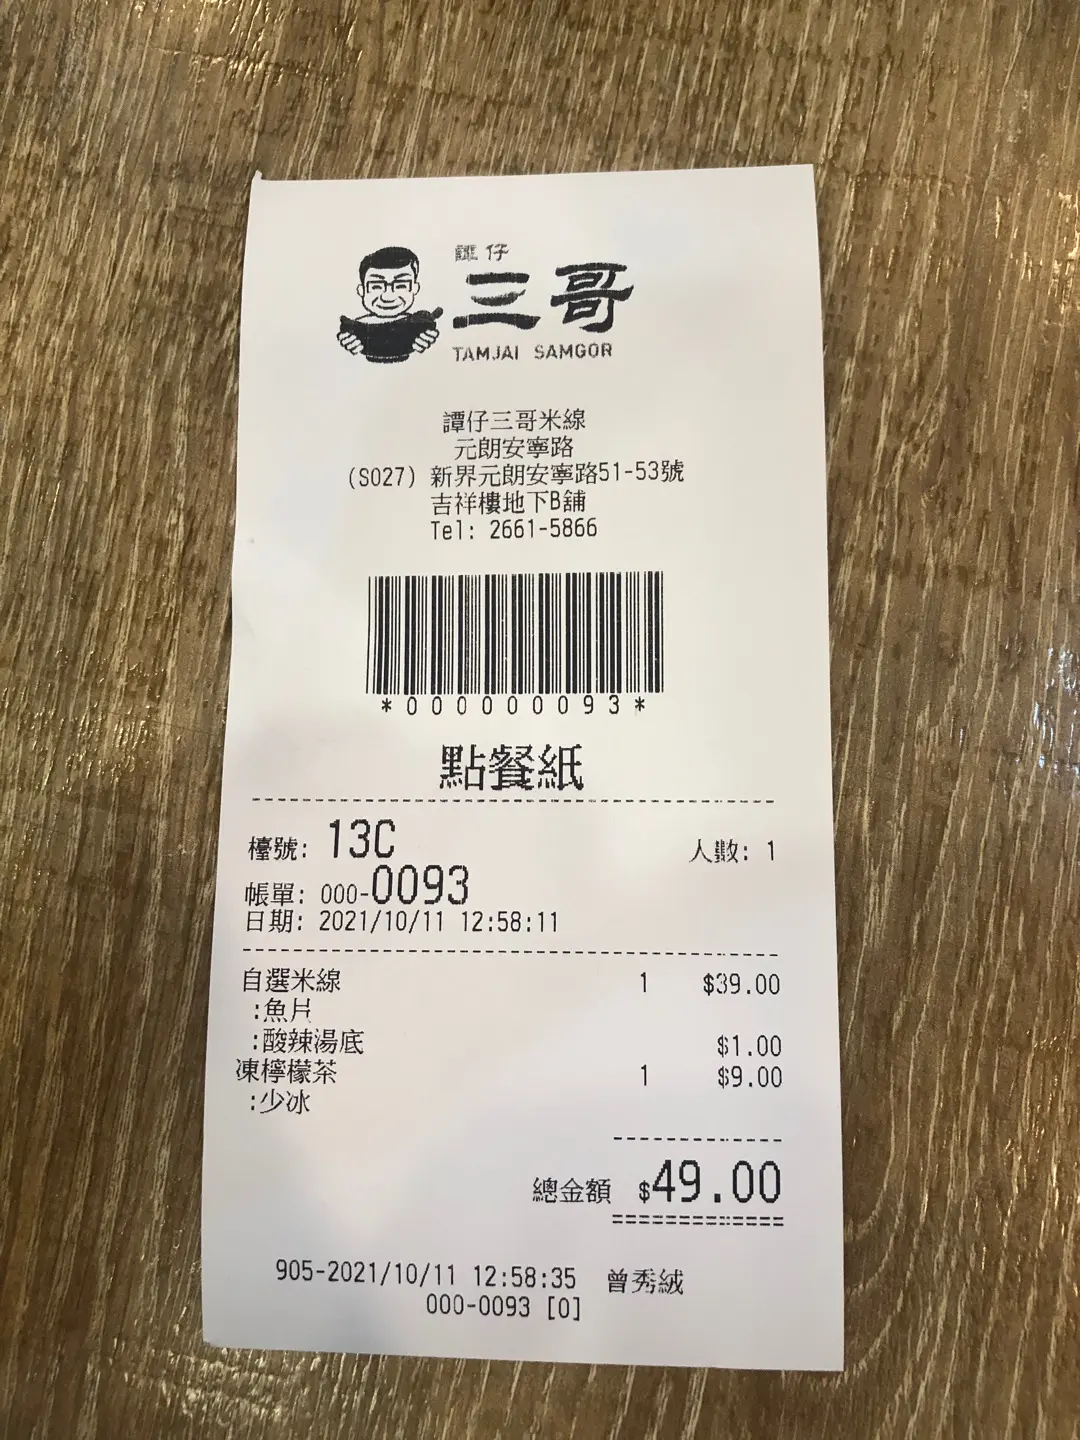 譚仔
三哥
TAMJAI SAMGOR
譚仔三哥米線
元朗安寧路
(S027) 新界元朗安寧路51-53號
吉祥樓地下B舖
Tel: 2661-5866
*000000093*
點餐紙
檯號: 13C 人數: 1
帳單: 000-0093
日期: 2021/10/11 12:58:11
自選米線 1 $39.00
:魚片
:酸辣湯底 $1.00
凍檸檬茶 1 $9.00
:少冰
總金額 $49.00
905-2021/10/11 12:58:35 曾秀絨
000-0093 [0]